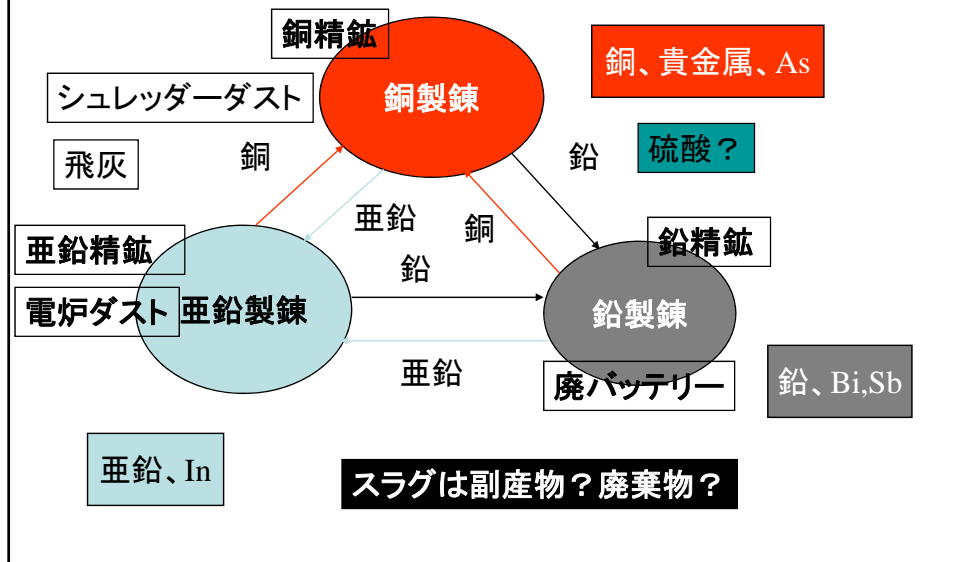 銅精鉱
銅、貴金属、As
シュレッダーダスト
銅製錬
飛灰
銅
鉛
硫酸？
亜鉛
銅
亜鉛精鉱
鉛
鉛精鉱
電炉ダスト
亜鉛製錬
鉛製錬
亜鉛
廃バッテリー
鉛、Bi,Sb
亜鉛、In
スラグは副産物？廃棄物？